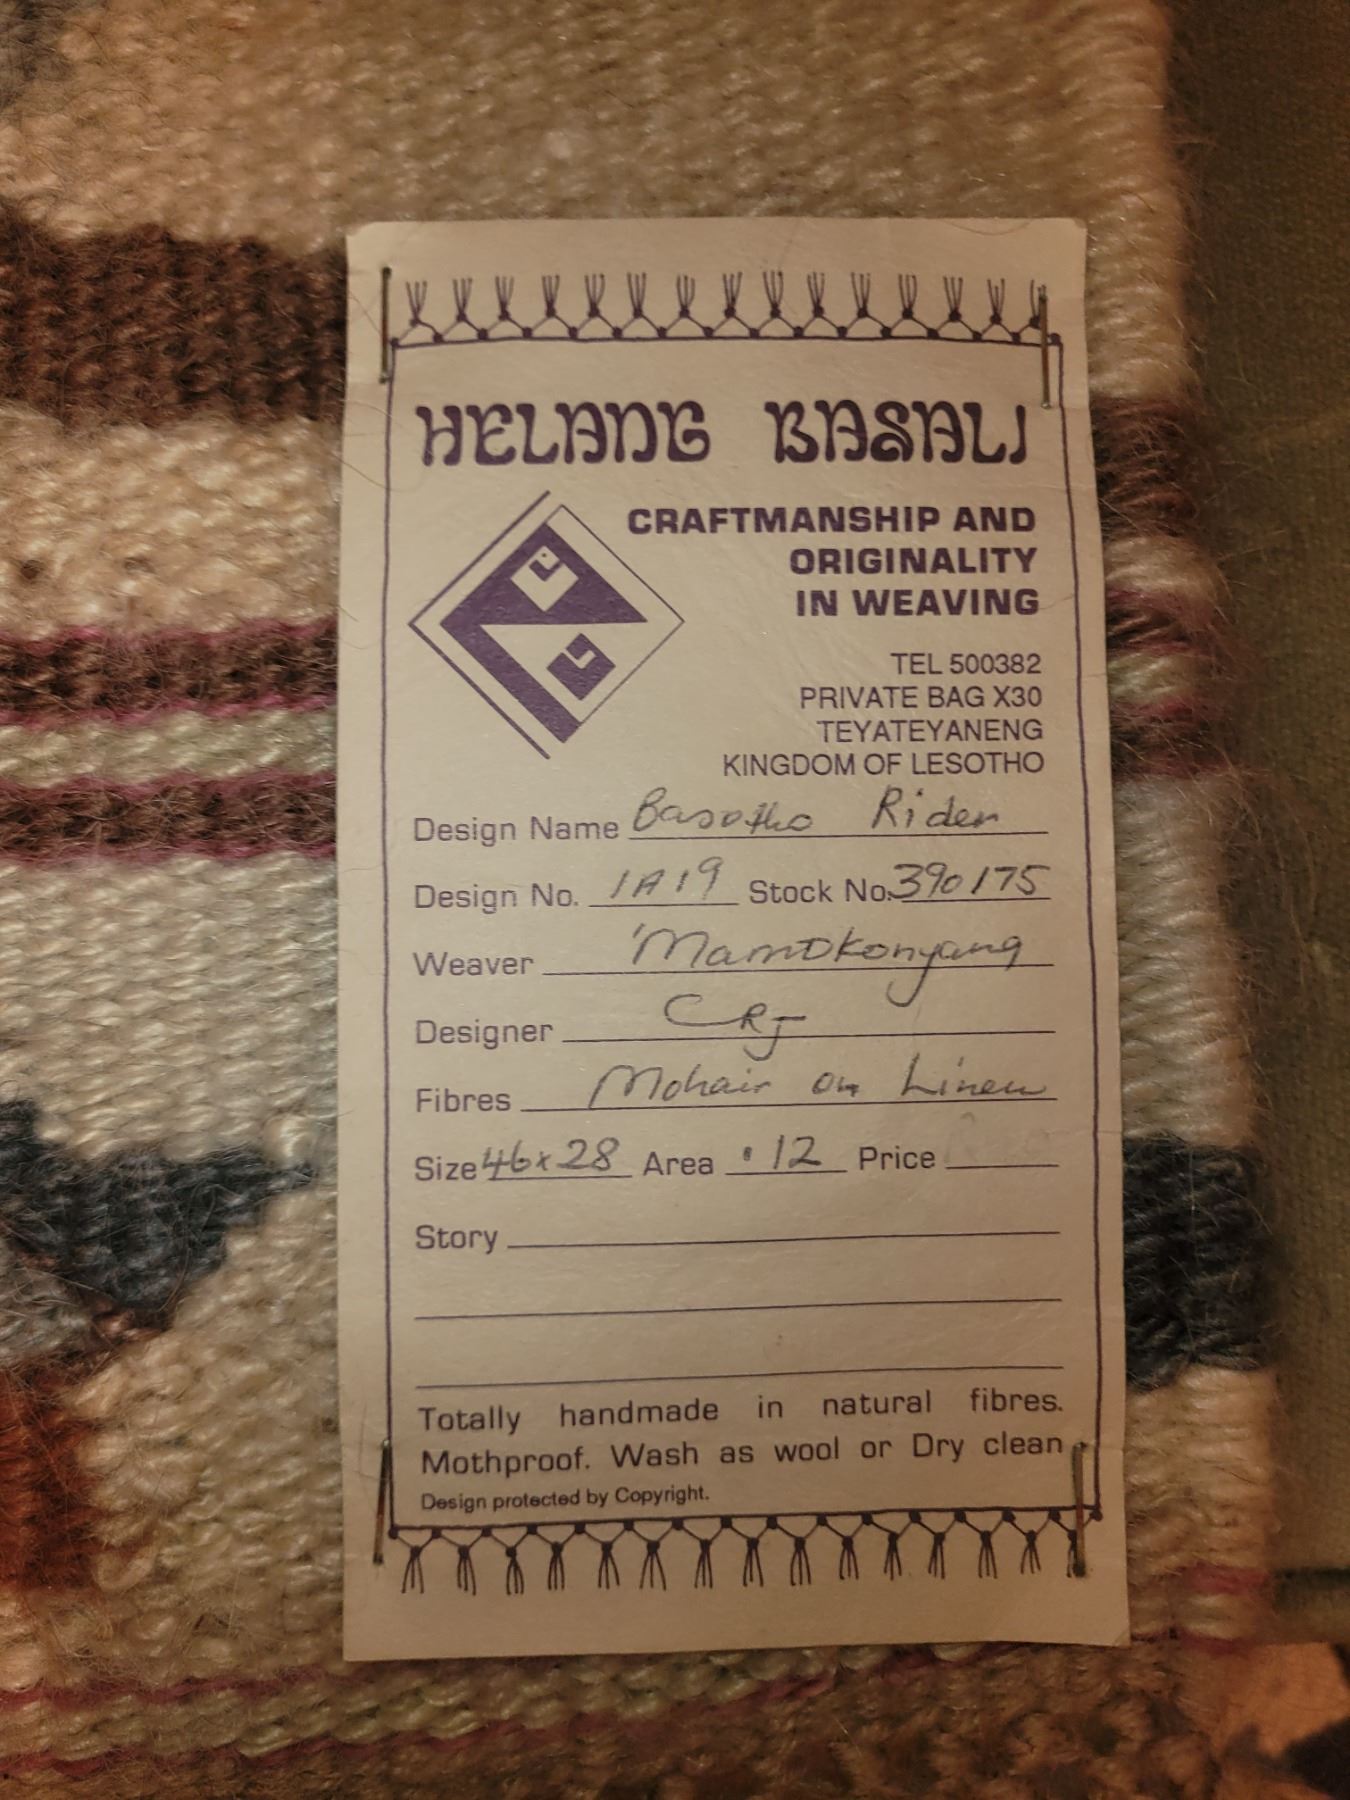 HELANG BASALI
CRAFTMANSHIP AND
ORIGINALITY
IN WEAVING
TEL 500382
PRIVATE BAG X30
TEYATEYANENG
KINGDOM OF LESOTHO
Design Name Basotho Rider
Design No. 1A19 Stock No. 390175
Weaver 'Mamokonyang
Designer CRJ
Fibres Mohair on Linen
Size 46x28 Area .12 Price
Story
Totally handmade in natural fibres.
Mothproof. Wash as wool or Dry clean
Design protected by Copyright.